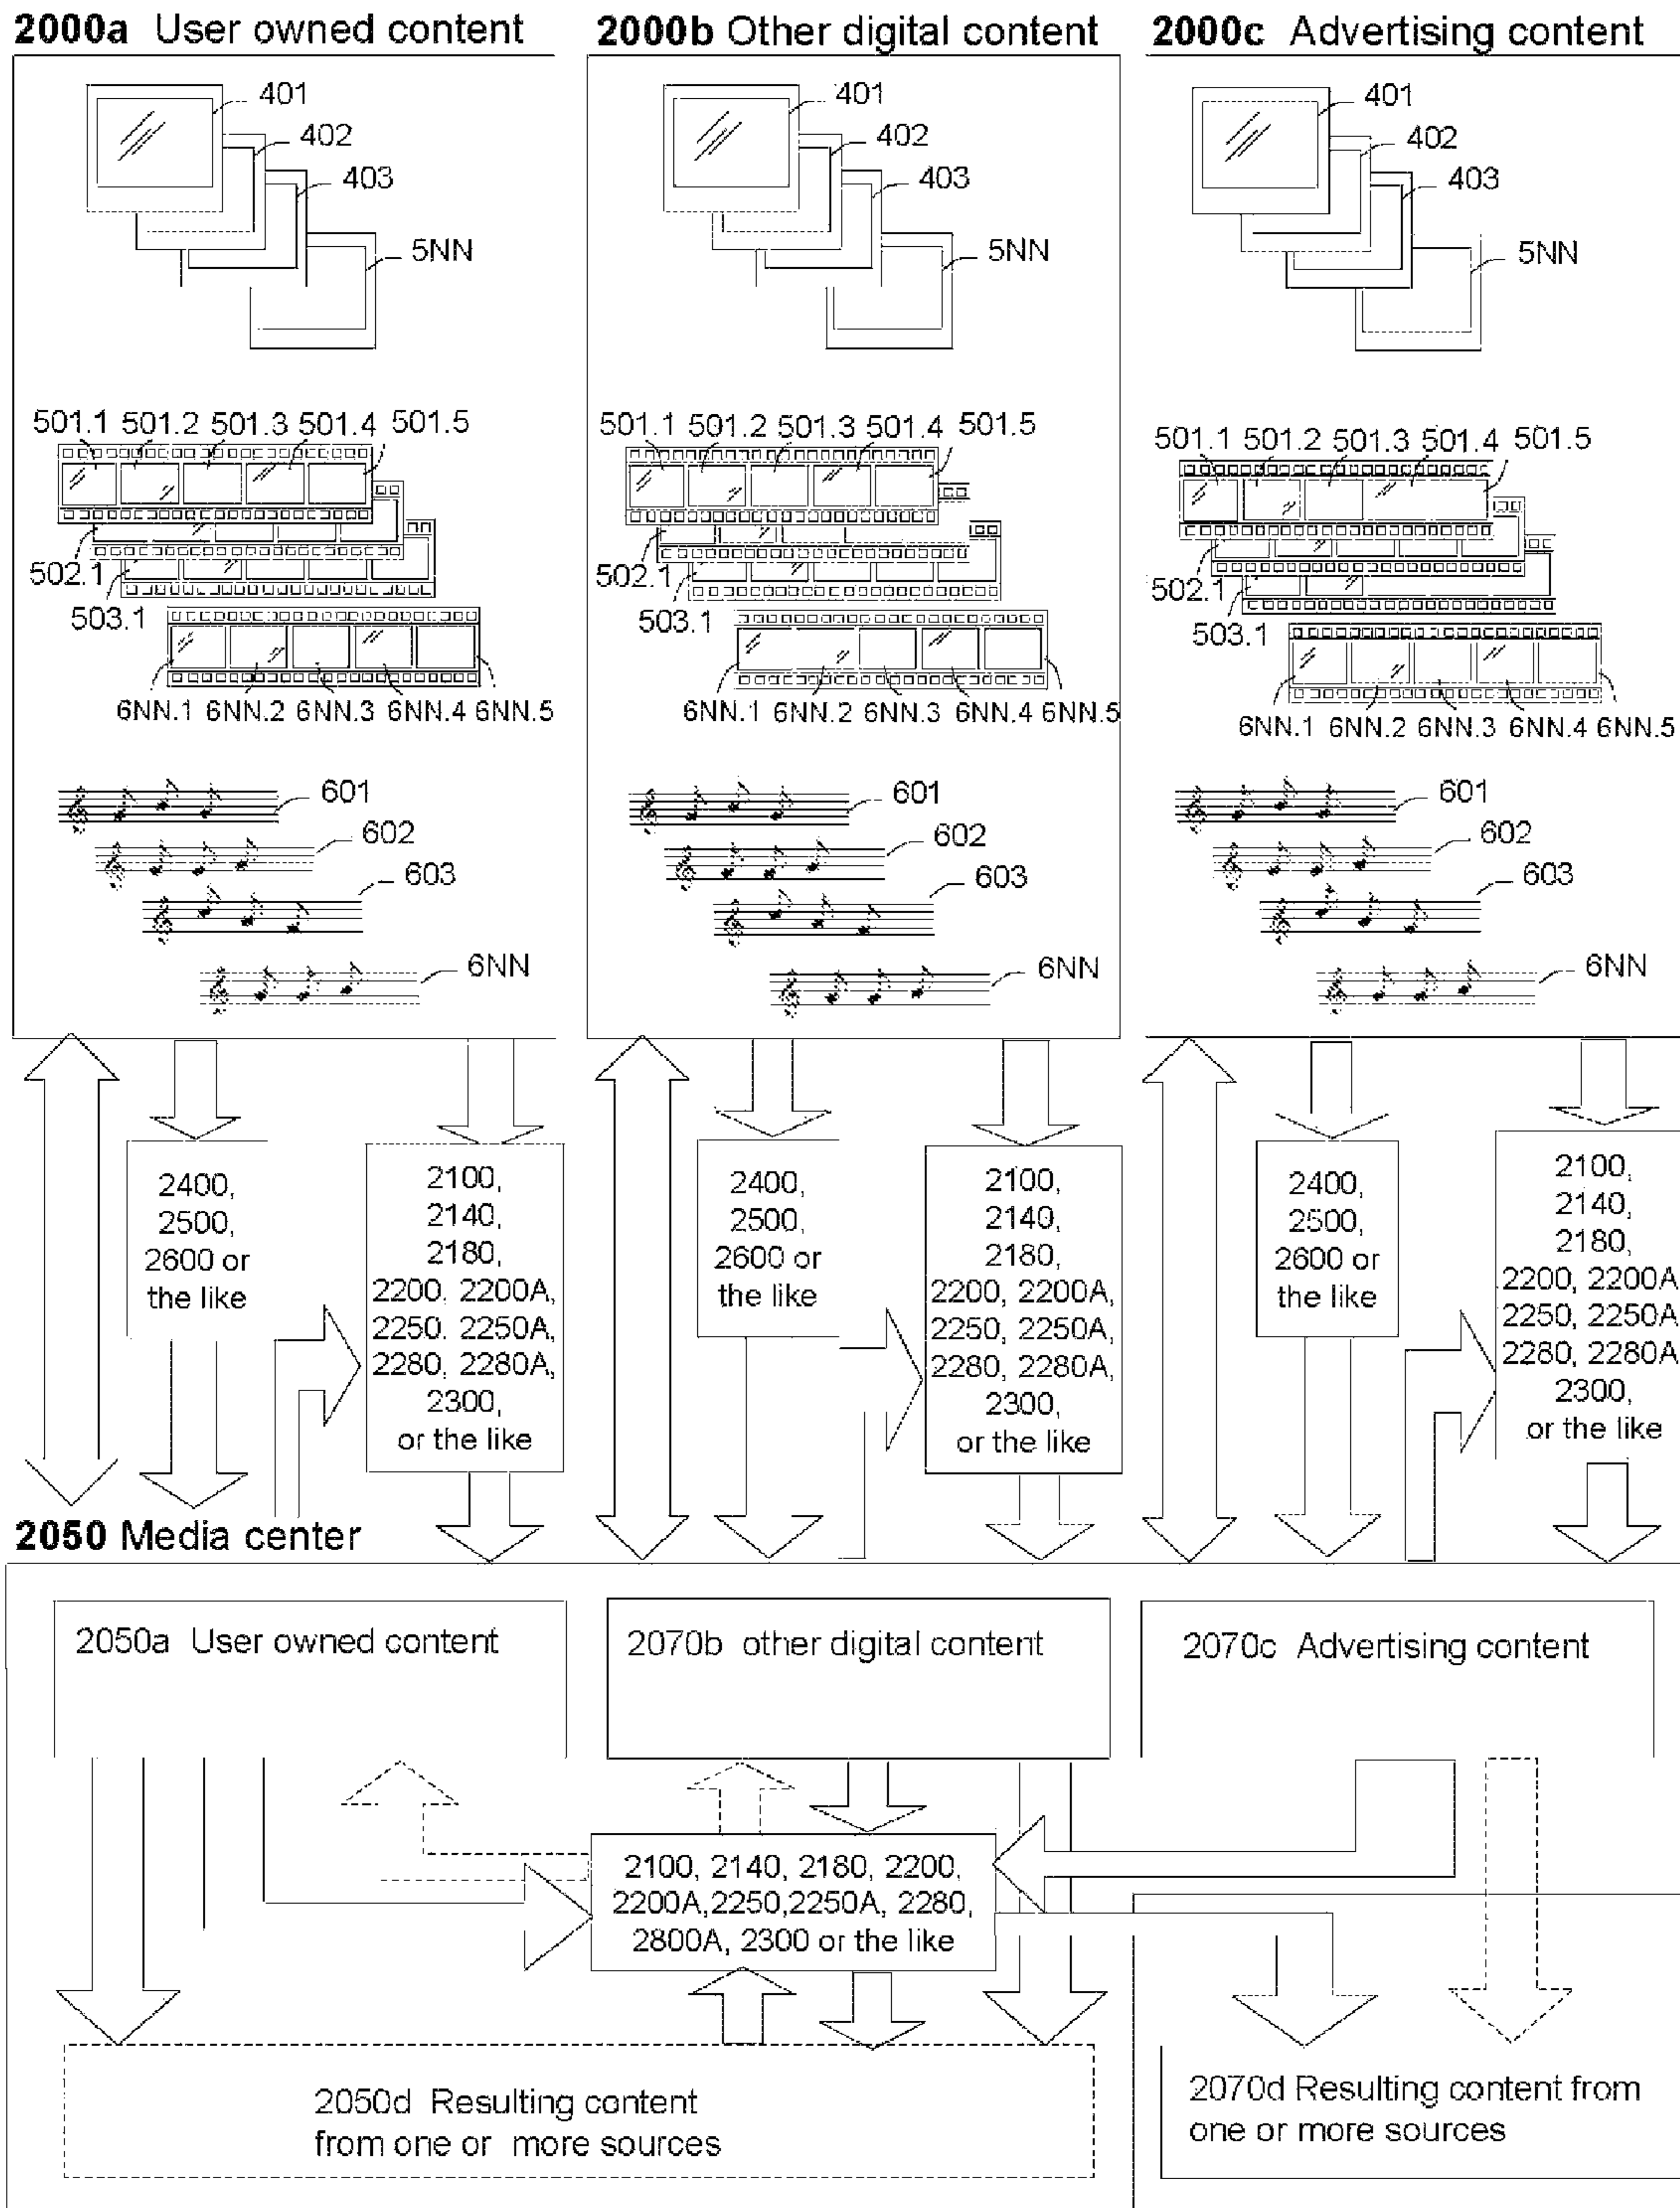 2000a User owned content
401
402
403
5NN
501.1 501.2 501.3 501.4 501.5
502.1
503.1
6NN.1 6NN.2 6NN.3 6NN.4 6NN.5
601
602
603
6NN
2000b Other digital content
401
402
403
5NN
501.1 501.2 501.3 501.4 501.5
502.1
503.1
6NN.1 6NN.2 6NN.3 6NN.4 6NN.5
601
602
603
6NN
2000c Advertising content
401
402
403
5NN
501.1 501.2 501.3 501.4 501.5
502.1
503.1
6NN.1 6NN.2 6NN.3 6NN.4 6NN.5
601
602
603
6NN
2400,
2500,
2600 or
the like
2100,
2140,
2180,
2200, 2200A,
2250. 2250A,
2280, 2280A,
2300,
or the like
2400,
2500,
2600 or
the like
2100,
2140,
2180,
2200, 2200A,
2250, 2250A,
2280, 2280A,
2300,
or the like
2400,
2500,
2600 or
the like
2100,
2140,
2180,
2200, 2200A
2250, 2250A
2280, 2280A
2300,
or the like
2050 Media center
2050a User owned content
2070b other digital content
2070c Advertising content
2100, 2140, 2180, 2200,
2200A,2250,2250A, 2280,
2800A, 2300 or the like
2050d Resulting content
from one or more sources
2070d Resulting content from
one or more sources